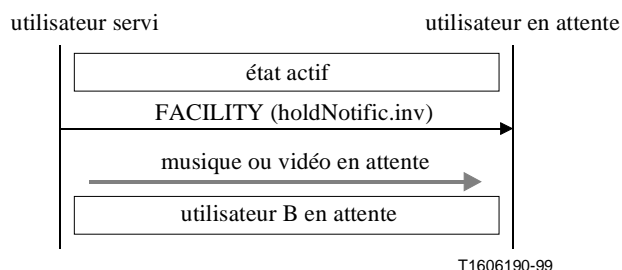 utilisateur servi
utilisateur en attente
état actif
FACILITY (holdNotific.inv)
musique ou vidéo en attente
utilisateur B en attente
T1606190-99